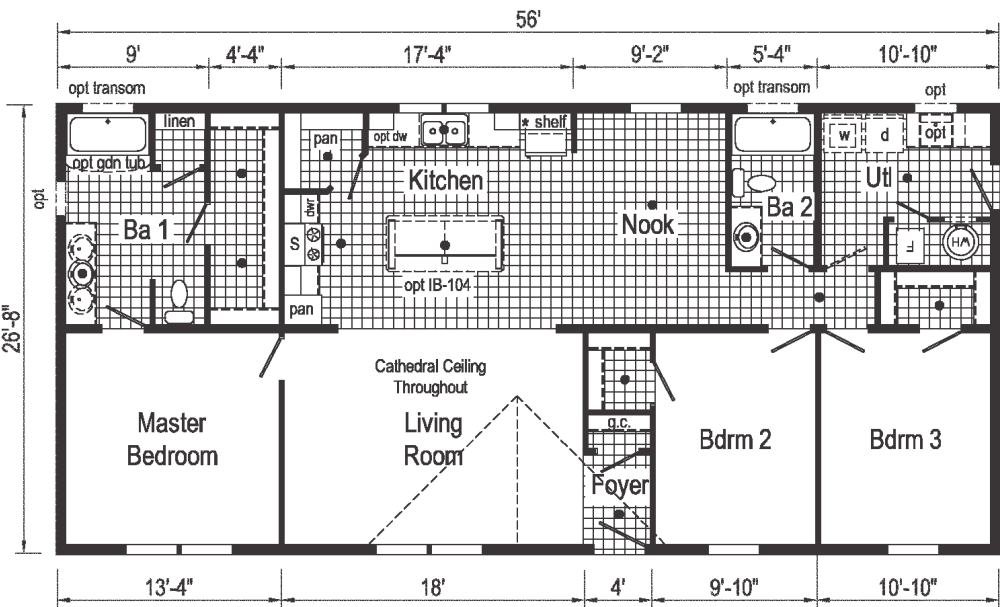 56'
9'
4'-4"
17'-4"
9'-2"
5'-4"
10'-10"
opt transom
opt transom
opt
linen
pan
opt dw
* shelf
w
d
opt
opt gdn tub
Kitchen
Utl
opt
dwr
Ba 1
S
Nook
Ba 2
F
WH
opt IB-104
pan
26'-8"
Cathedral Ceiling
Throughout
Master
Bedroom
Living
Room
q.c.
Foyer
Bdrm 2
Bdrm 3
13'-4"
18'
4'
9'-10"
10'-10"